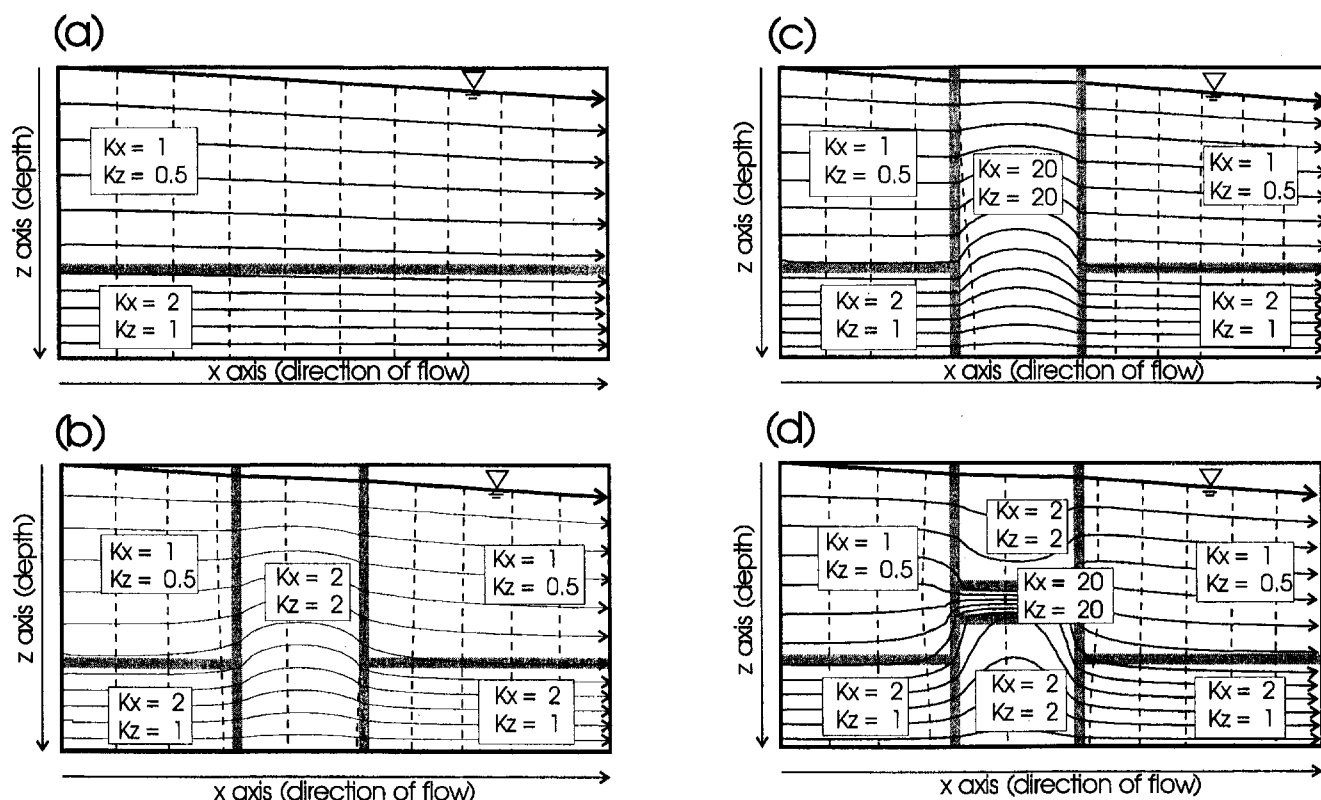 (a)
Kx = 1
Kz = 0.5
Kx = 2
Kz = 1
z axis (depth)
x axis (direction of flow)
(b)
Kx = 1
Kz = 0.5
Kx = 2
Kz = 2
Kx = 1
Kz = 0.5
Kx = 2
Kz = 1
Kx = 2
Kz = 1
z axis (depth)
x axis (direction of flow)
(c)
Kx = 1
Kz = 0.5
Kx = 20
Kz = 20
Kx = 1
Kz = 0.5
Kx = 2
Kz = 1
Kx = 2
Kz = 1
z axis (depth)
x axis (direction of flow)
(d)
Kx = 2
Kz = 2
Kx = 1
Kz = 0.5
Kx = 20
Kz = 20
Kx = 1
Kz = 0.5
Kx = 2
Kz = 1
Kx = 2
Kz = 2
Kx = 2
Kz = 1
z axis (depth)
x axis (direction of flow)